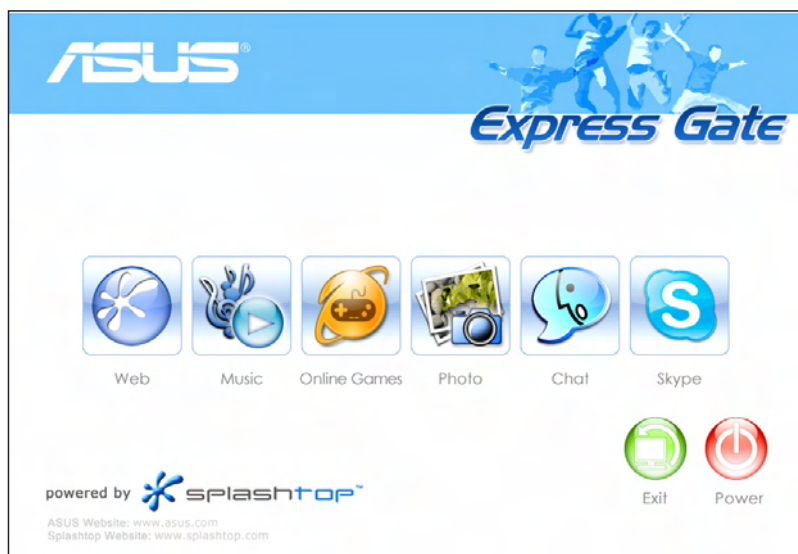 ASUS®
Express Gate
Web Music Online Games Photo Chat Skype
Exit Power
powered by splashtop™
ASUS Website: www.asus.com
Splashtop Website: www.splashtop.com